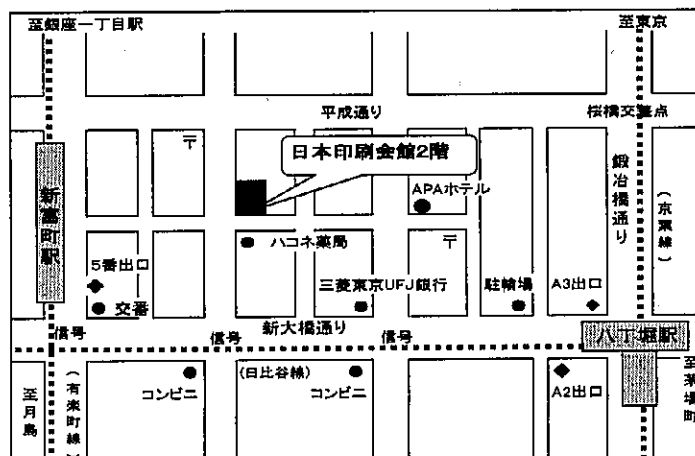 至銀座一丁目駅
至東京
平成通り
桜橋交差点
〒
日本印刷会館2階
新富町駅
APAホテル
鍛冶橋通り
(京葉線)
ハコネ薬局
〒
5番出口
交番
三菱東京UFJ銀行
駐輪場
A3出口
新大橋通り
信号
信号
信号
八丁堀駅
至月島
(有楽町線)
コンビニ
(日比谷線)
コンビニ
A2出口
至茅場町